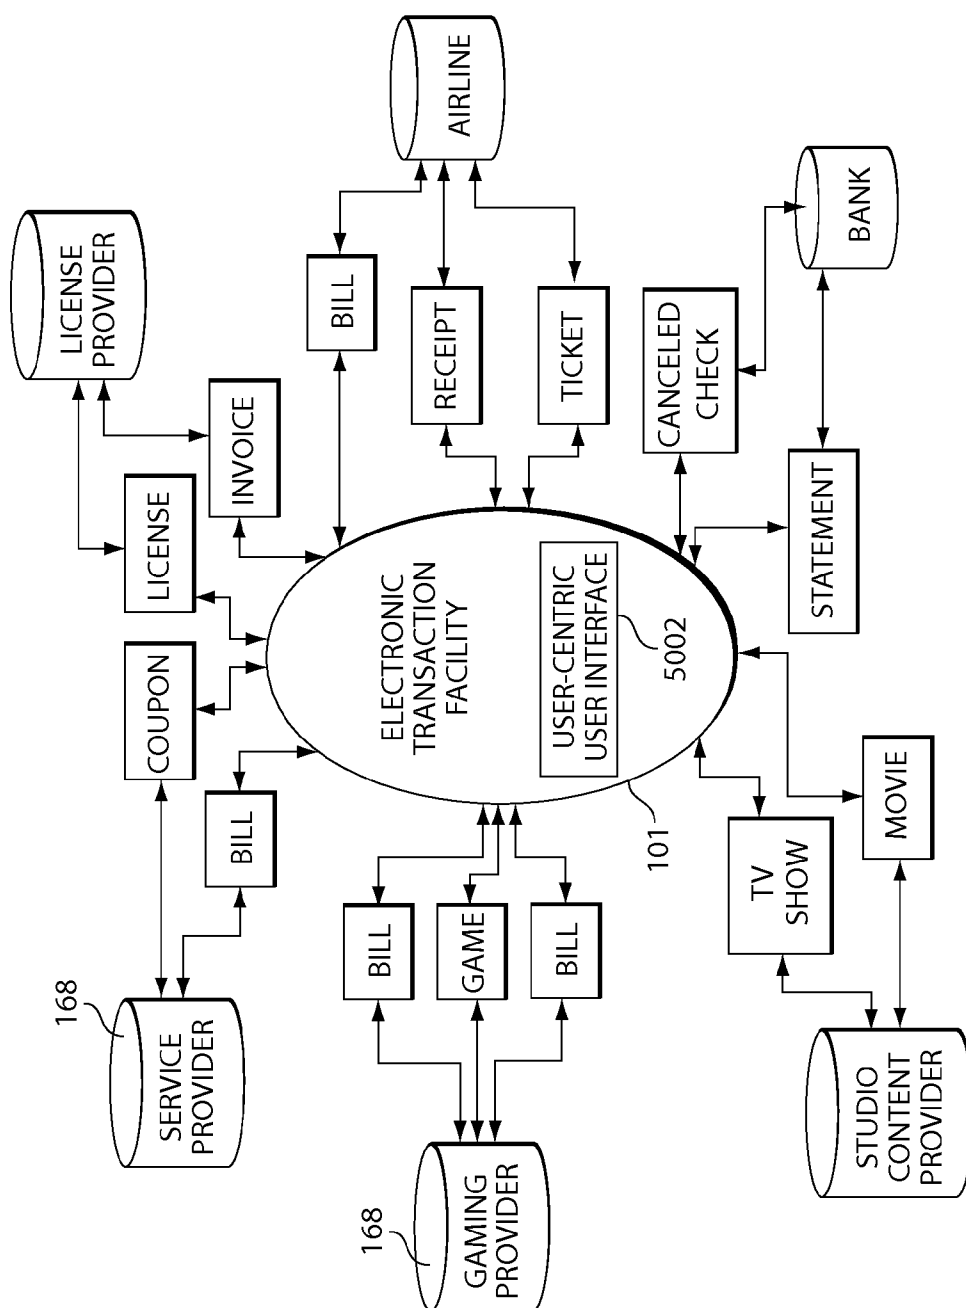 168
SERVICE
PROVIDER
COUPON
BILL
LICENSE
INVOICE
LICENSE
PROVIDER
168
GAMING
PROVIDER
BILL
GAME
BILL
ELECTRONIC
TRANSACTION
FACILITY
USER-CENTRIC
USER INTERFACE
5002
101
BILL
RECEIPT
TICKET
AIRLINE
STUDIO
CONTENT
PROVIDER
TV
SHOW
MOVIE
STATEMENT
CANCELED
CHECK
BANK